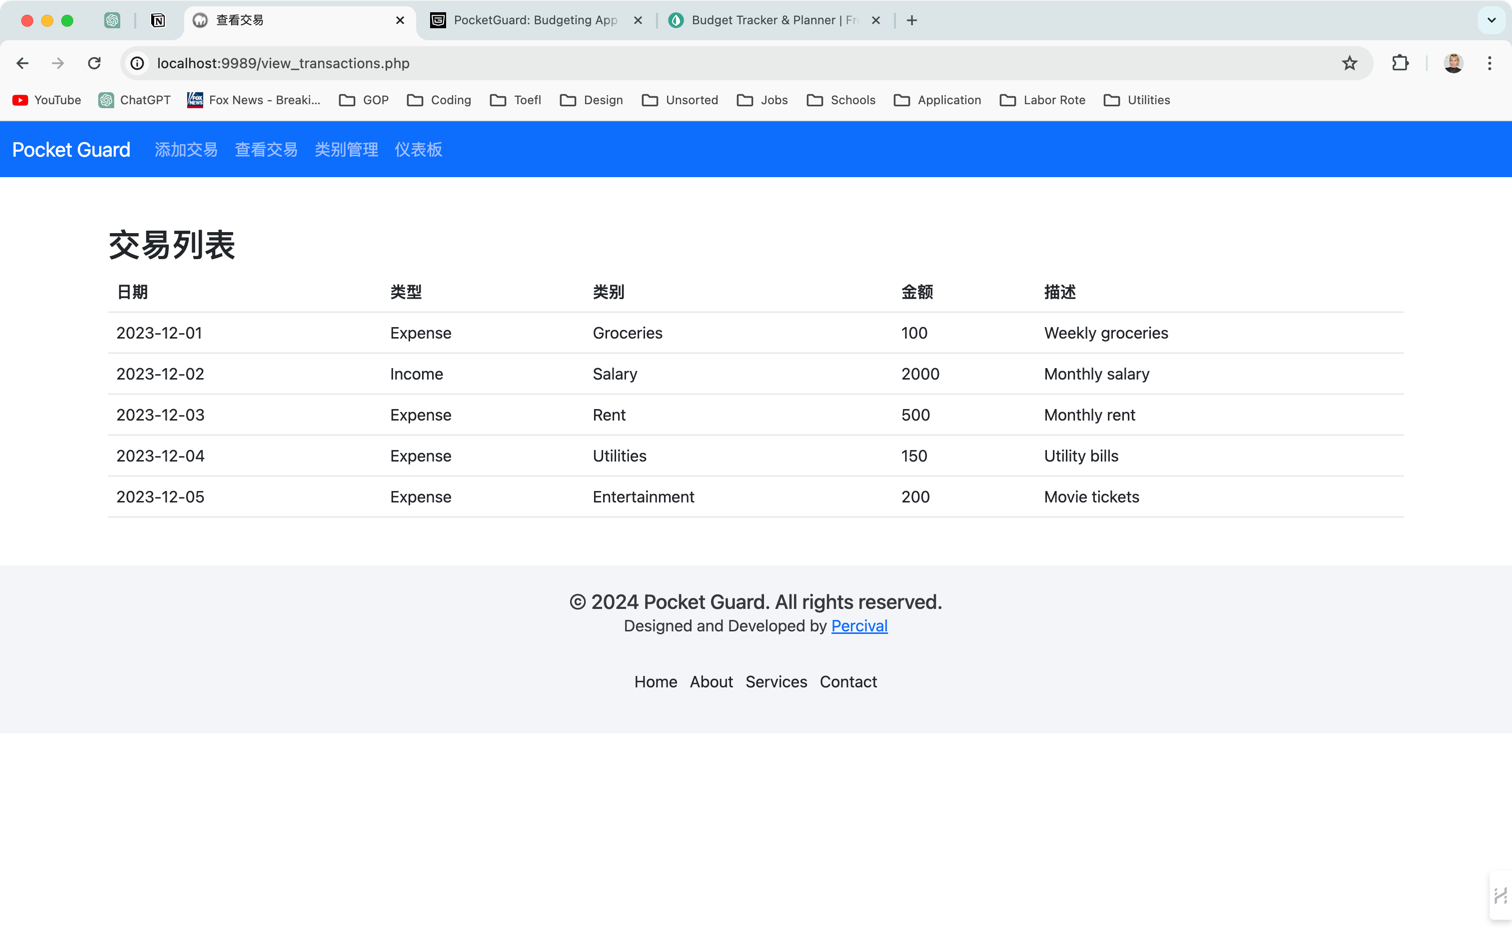 查看交易
PocketGuard: Budgeting App
Budget Tracker & Planner | Fr
localhost:9989/view_transactions.php
YouTube ChatGPT Fox News - Breaki... GOP Coding Toefl Design Unsorted Jobs Schools Application Labor Rote Utilities
Pocket Guard 添加交易 查看交易 类别管理 仪表板
交易列表
日期 类型 类别 金额 描述
2023-12-01 Expense Groceries 100 Weekly groceries
2023-12-02 Income Salary 2000 Monthly salary
2023-12-03 Expense Rent 500 Monthly rent
2023-12-04 Expense Utilities 150 Utility bills
2023-12-05 Expense Entertainment 200 Movie tickets
© 2024 Pocket Guard. All rights reserved.
Designed and Developed by Percival
Home About Services Contact